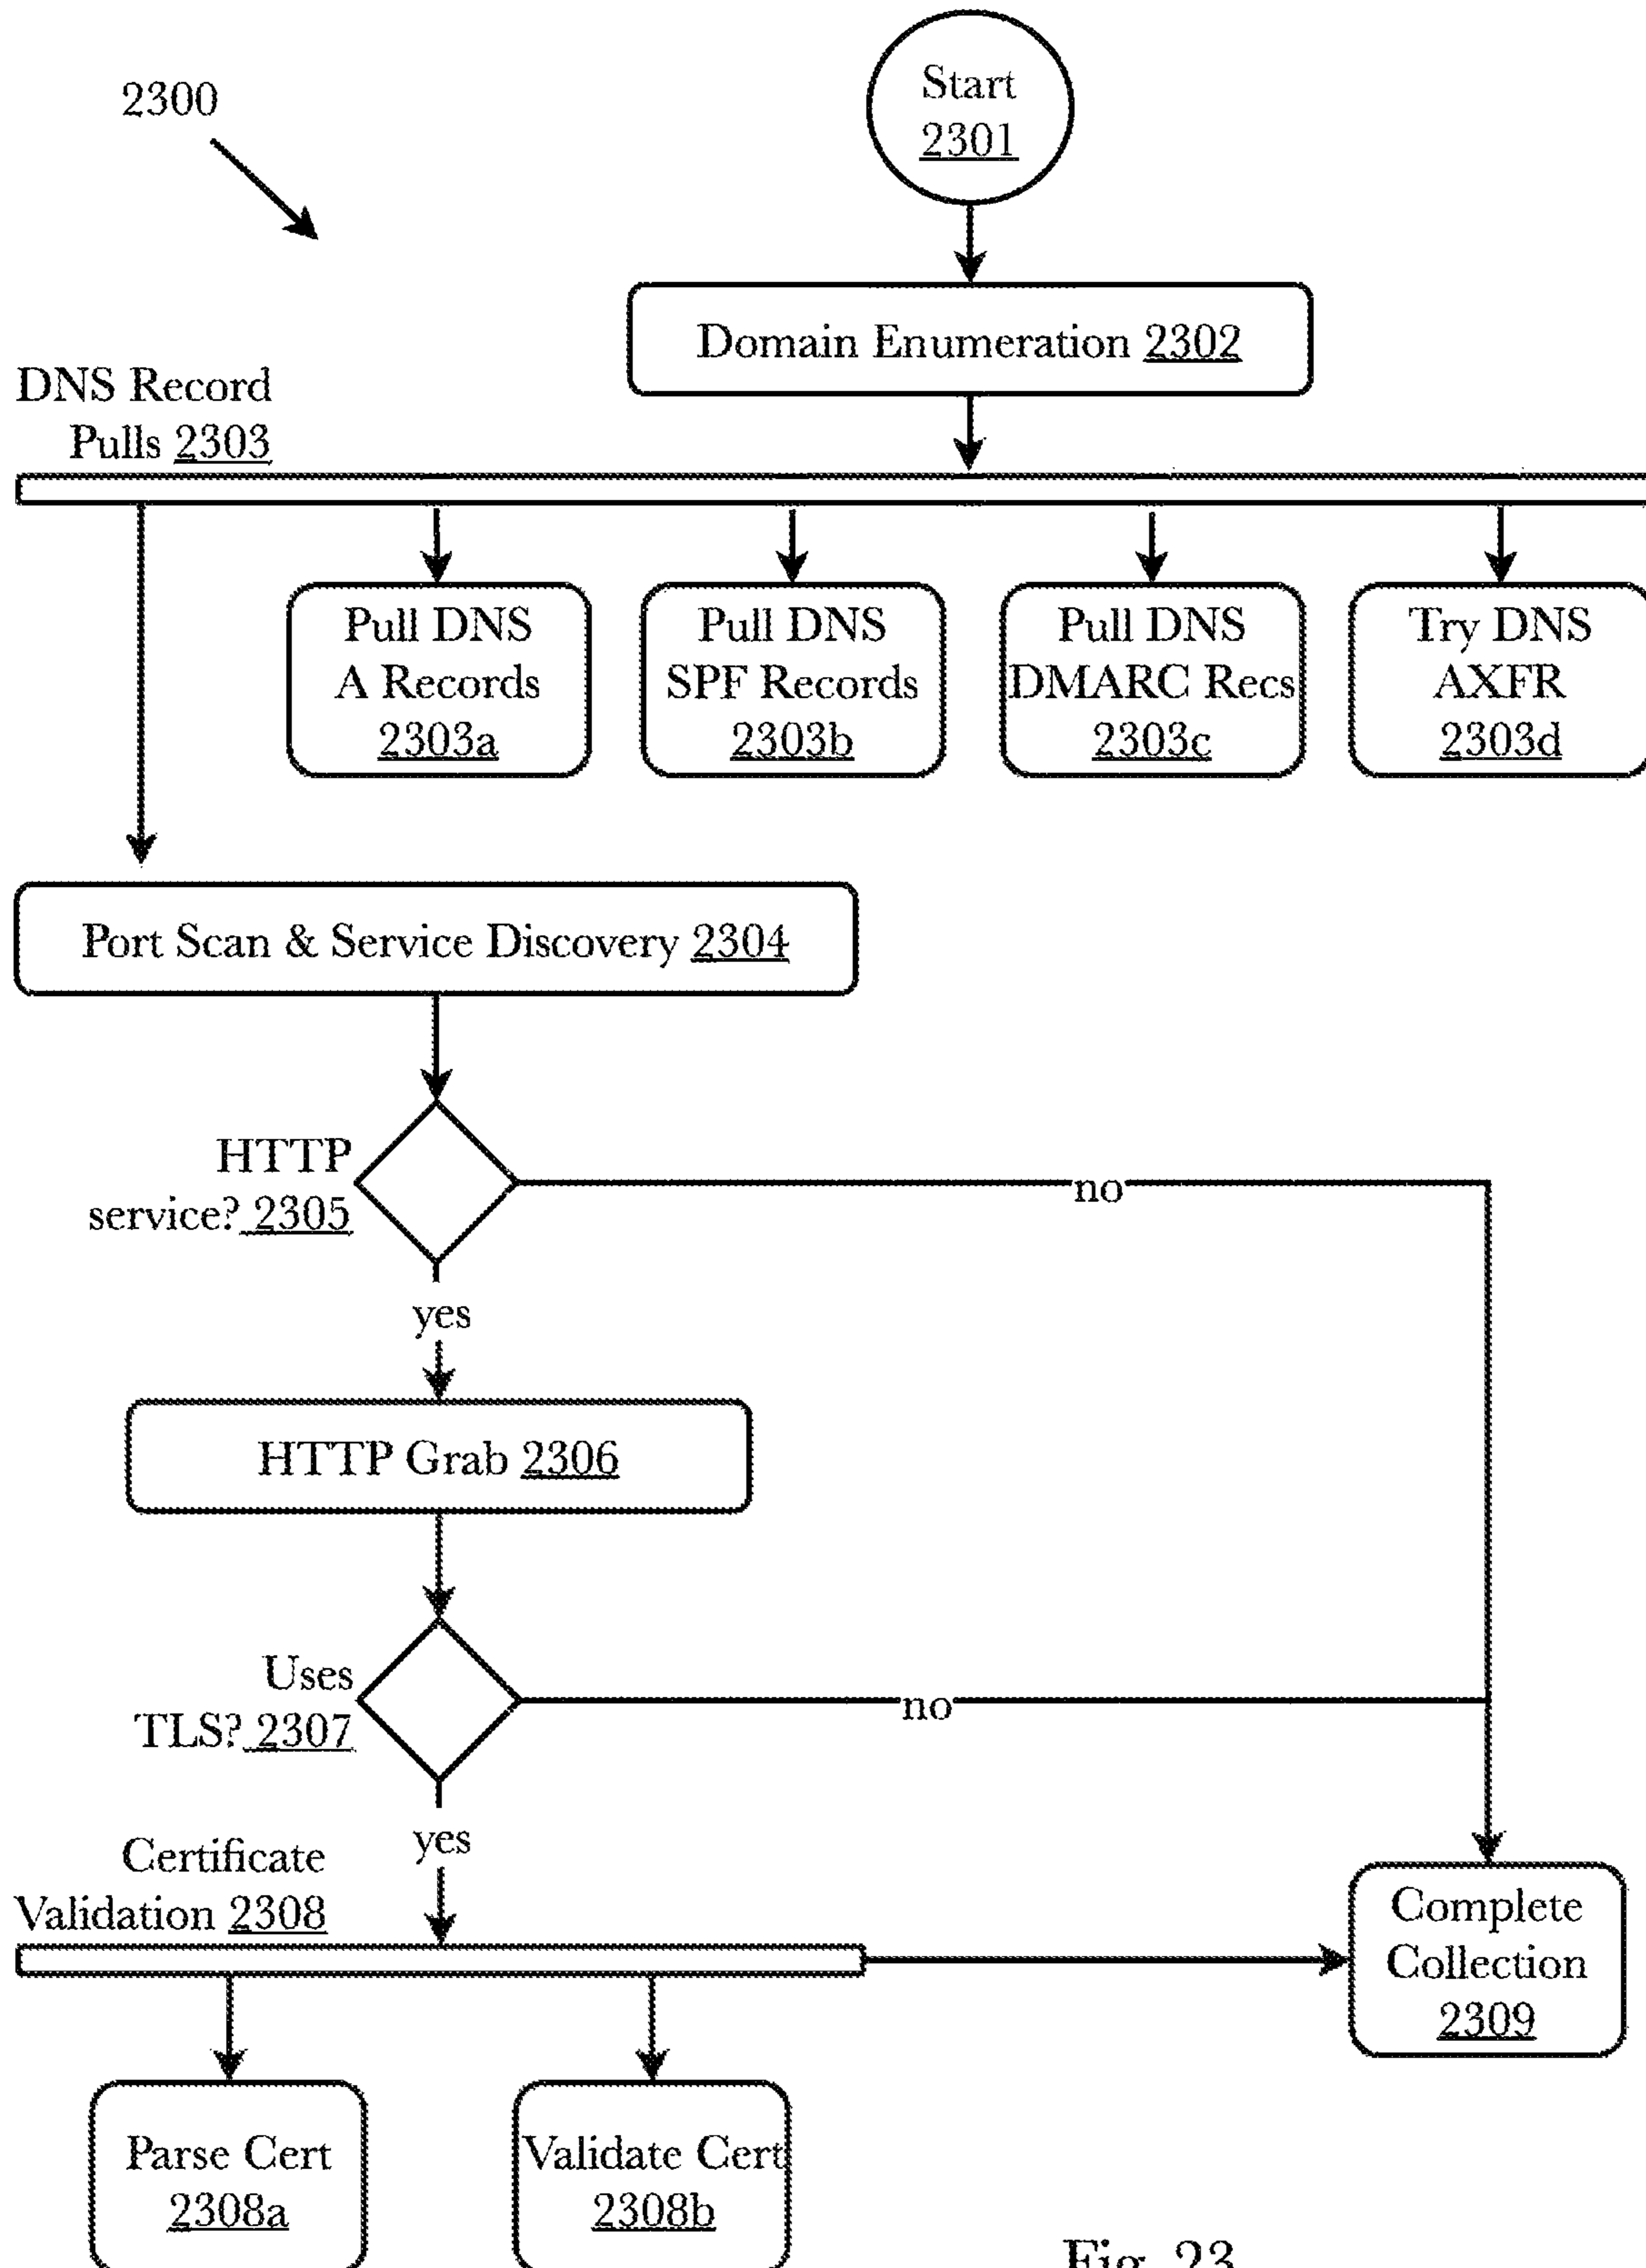 2300
Start
2301
Domain Enumeration 2302
DNS Record
Pulls 2303
Pull DNS
A Records
2303a
Pull DNS
SPF Records
2303b
Pull DNS
DMARC Recs
2303c
Try DNS
AXFR
2303d
Port Scan & Service Discovery 2304
HTTP
service? 2305
no
yes
HTTP Grab 2306
Uses
TLS? 2307
no
yes
Certificate
Validation 2308
Complete
Collection
2309
Parse Cert
2308a
Validate Cert
2308b
Fig. 23